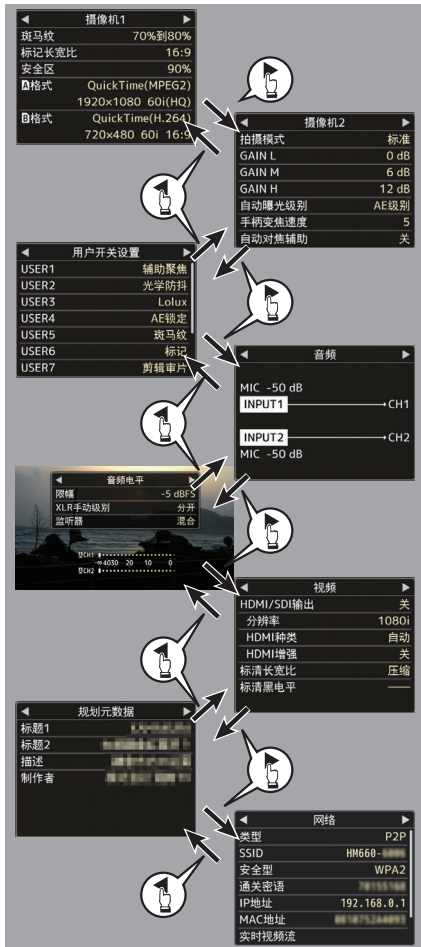 ◀ 摄像机1 ▶
斑马纹 70%到80%
标记长宽比 16:9
安全区 90%
A格式 QuickTime(MPEG2)
1920×1080 60i(HQ)
B格式 QuickTime(H.264)
720×480 60i 16:9
◀ 摄像机2 ▶
拍摄模式 标准
GAIN L 0 dB
GAIN M 6 dB
GAIN H 12 dB
自动曝光级别 AE级别
手柄变焦速度 5
自动对焦辅助 关
◀ 用户开关设置 ▶
USER1 辅助聚焦
USER2 光学防抖
USER3 Lolux
USER4 AE锁定
USER5 斑马纹
USER6 标记
USER7 剪辑审片
◀ 音频 ▶
MIC -50 dB
INPUT1 CH1
INPUT2 CH2
MIC -50 dB
◀ 音频电平 ▶
限幅 -5 dBFS
XLR手动级别 分开
监听器 混合
CH1
-∞ 40 30 20 10 0
CH2
◀ 视频 ▶
HDMI/SDI输出 关
分辨率 1080i
HDMI种类 自动
HDMI增强 关
标清长宽比 压缩
标清黑电平 ——
◀ 规划元数据 ▶
标题1
标题2
描述
制作者
◀ 网络 ▶
类型 P2P
SSID HM660-
安全型 WPA2
通关密语
IP地址 192.168.0.1
MAC地址
实时视频流